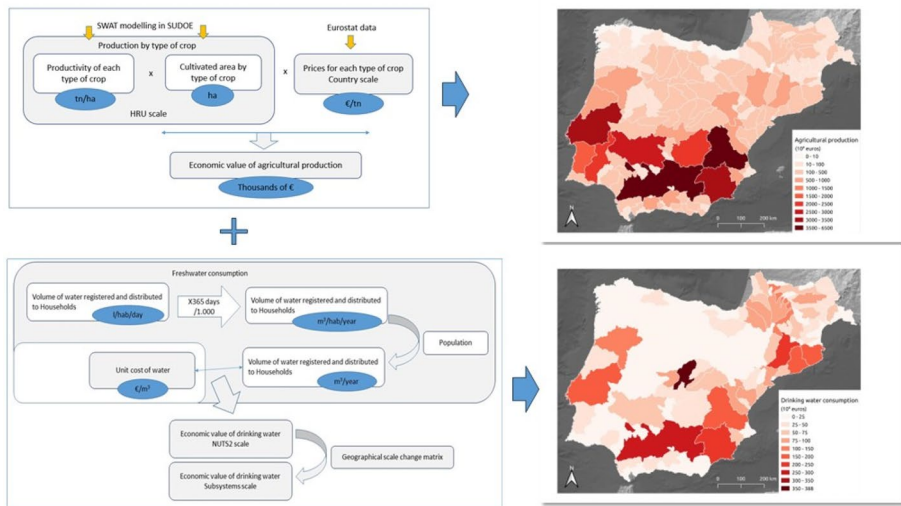 SWAT modelling in SUDOE
Eurostat data
Production by type of crop
Productivity of each
type of crop
tn/ha
x
Cultivated area by
type of crop
ha
x
Prices for each type of crop
Country scale
€/tn
HRU scale
Economic value of agricultural production
Thousands of €
Freshwater consumption
Volume of water registered and distributed
to Households
l/hab/day
X365 days
/1.000
Volume of water registered and distributed
to Households
m³/hab/year
Population
Unit cost of water
€/m³
Volume of water registered and distributed
to Households
m³/year
Economic value of drinking water
NUTS2 scale
Geographical scale change matrix
Economic value of drinking water
Subsystems scale
Agricultural production
(10⁶ euros)
0 - 10
10 - 100
100 - 500
500 - 1000
1000 - 1500
1500 - 2000
2000 - 2500
2500 - 3000
3000 - 3500
3500 - 6500
N
0 100 200 km
Drinking water consumption
(10⁶ euros)
0 - 25
25 - 50
50 - 75
75 - 100
100 - 150
150 - 200
200 - 250
250 - 300
300 - 350
350 - 388
N
0 100 200 km